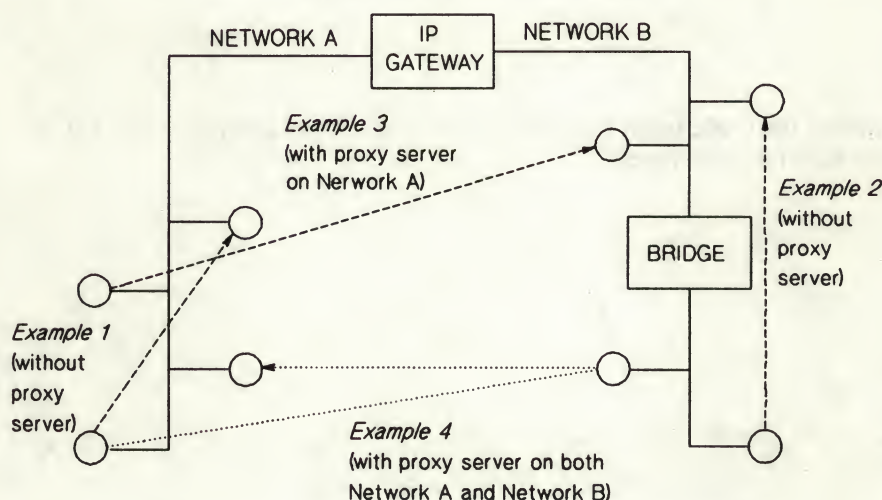 NETWORK A
IP
GATEWAY
NETWORK B
Example 3
(with proxy server
on Nerwork A)
Example 2
(without
proxy
server)
BRIDGE
Example 1
(without
proxy
server)
Example 4
(with proxy server on both
Network A and Network B)